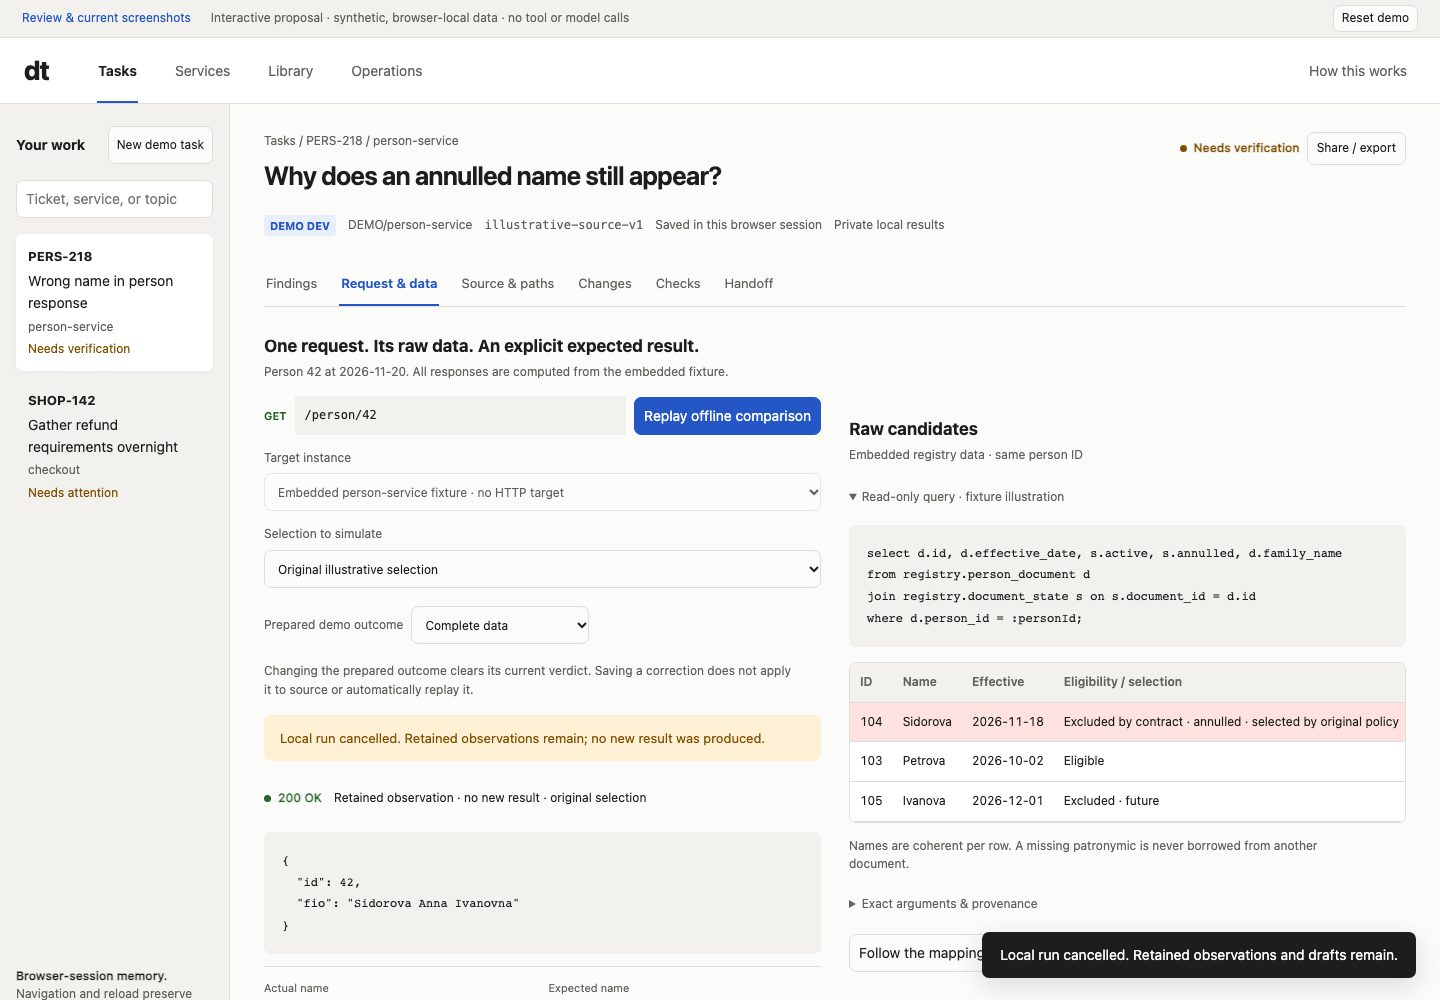 Review & current screenshots
Interactive proposal · synthetic, browser-local data · no tool or model calls
Reset demo
dt
Tasks
Services
Library
Operations
How this works
Your work
New demo task
Ticket, service, or topic
PERS-218
Wrong name in person
response
person-service
Needs verification
SHOP-142
Gather refund
requirements overnight
checkout
Needs attention
Browser-session memory.
Navigation and reload preserve
Tasks / PERS-218 / person-service
Why does an annulled name still appear?
Needs verification
Share / export
DEMO DEV
DEMO/person-service
illustrative-source-v1
Saved in this browser session
Private local results
Findings
Request & data
Source & paths
Changes
Checks
Handoff
One request. Its raw data. An explicit expected result.
Person 42 at 2026-11-20. All responses are computed from the embedded fixture.
GET
/person/42
Replay offline comparison
Target instance
Embedded person-service fixture · no HTTP target
Selection to simulate
Original illustrative selection
Prepared demo outcome
Complete data
Changing the prepared outcome clears its current verdict. Saving a correction does not apply
it to source or automatically replay it.
Local run cancelled. Retained observations remain; no new result was produced.
200 OK
Retained observation · no new result · original selection
{
"id": 42,
"fio": "Sidorova Anna Ivanovna"
}
Actual name
Expected name
Raw candidates
Embedded registry data · same person ID
▼ Read-only query · fixture illustration
select d.id, d.effective_date, s.active, s.annulled, d.family_name
from registry.person_document d
join registry.document_state s on s.document_id = d.id
where d.person_id = :personId;
ID Name Effective Eligibility / selection
104 Sidorova 2026-11-18 Excluded by contract · annulled · selected by original policy
103 Petrova 2026-10-02 Eligible
105 Ivanova 2026-12-01 Excluded · future
Names are coherent per row. A missing patronymic is never borrowed from another
document.
▶ Exact arguments & provenance
Follow the mapping
Local run cancelled. Retained observations and drafts remain.